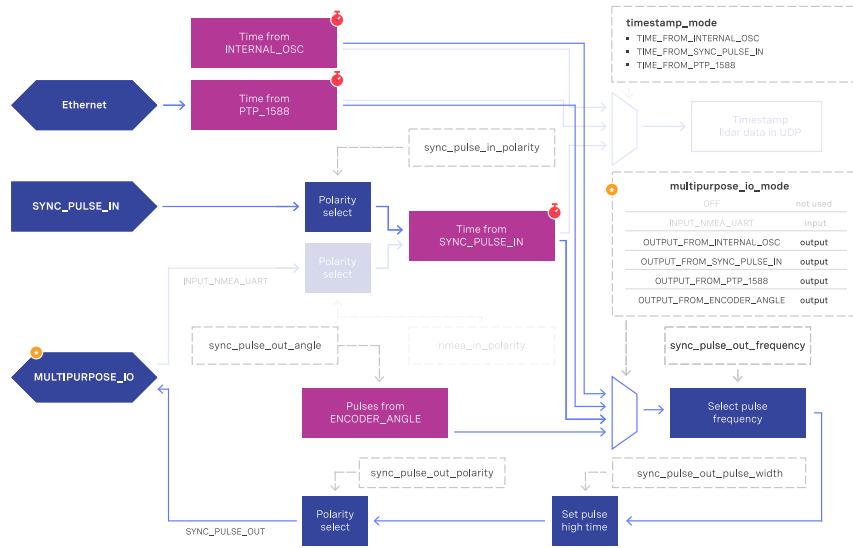 timestamp_mode
Time from
INTERNAL_OSC
TIME_FROM_INTERNAL_OSC
TIME_FROM_SYNC_PULSE_IN
TIME_FROM_PTP_1588
Ethernet
Time from
PTP_1588
Timestamp
lidar data in UDP
sync_pulse_in_polarity
SYNC_PULSE_IN
Polarity
select
multipurpose_io_mode
OFF not used
INPUT_NMEA_UART input
OUTPUT_FROM_INTERNAL_OSC output
OUTPUT_FROM_SYNC_PULSE_IN output
OUTPUT_FROM_PTP_1588 output
OUTPUT_FROM_ENCODER_ANGLE output
Time from
SYNC_PULSE_IN
Polarity
select
INPUT_NMEA_UART
sync_pulse_out_angle
nmea_in_polarity
sync_pulse_out_frequency
MULTIPURPOSE_IO
Pulses from
ENCODER_ANGLE
Select pulse
frequency
sync_pulse_out_polarity
sync_pulse_out_pulse_width
Polarity
select
Set pulse
high time
SYNC_PULSE_OUT